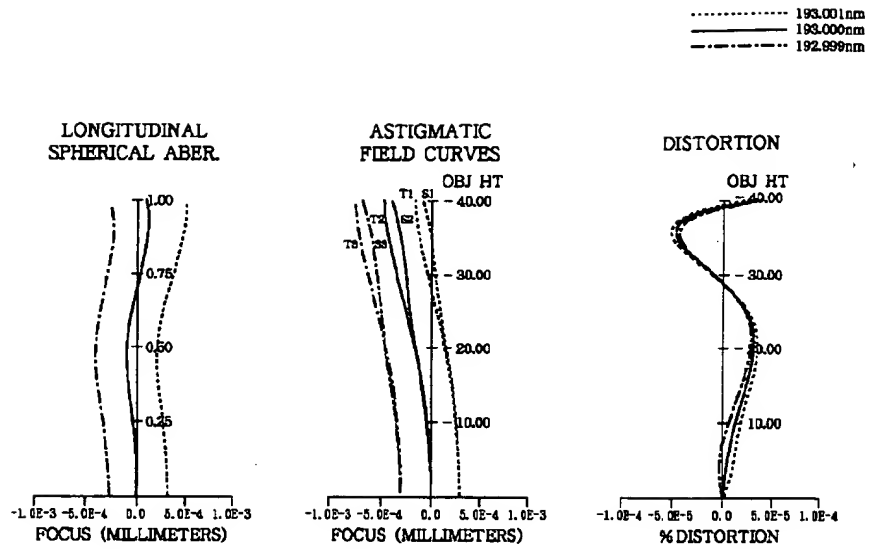 193.001nm
193.000nm
192.999nm
LONGITUDINAL
SPHERICAL ABER.
1.00
0.75
0.50
0.25
-1.0E-3 -5.0E-4 0.0 5.0E-4 1.0E-3
FOCUS (MILLIMETERS)
ASTIGMATIC
FIELD CURVES
OBJ HT
T1 S1
40.00
T2 S2
T3 S3
30.00
20.00
10.00
-1.0E-3 -5.0E-4 0.0 5.0E-4 1.0E-3
FOCUS (MILLIMETERS)
DISTORTION
OBJ HT
40.00
30.00
20.00
10.00
-1.0E-4 -5.0E-5 0.0 5.0E-5 1.0E-4
% DISTORTION